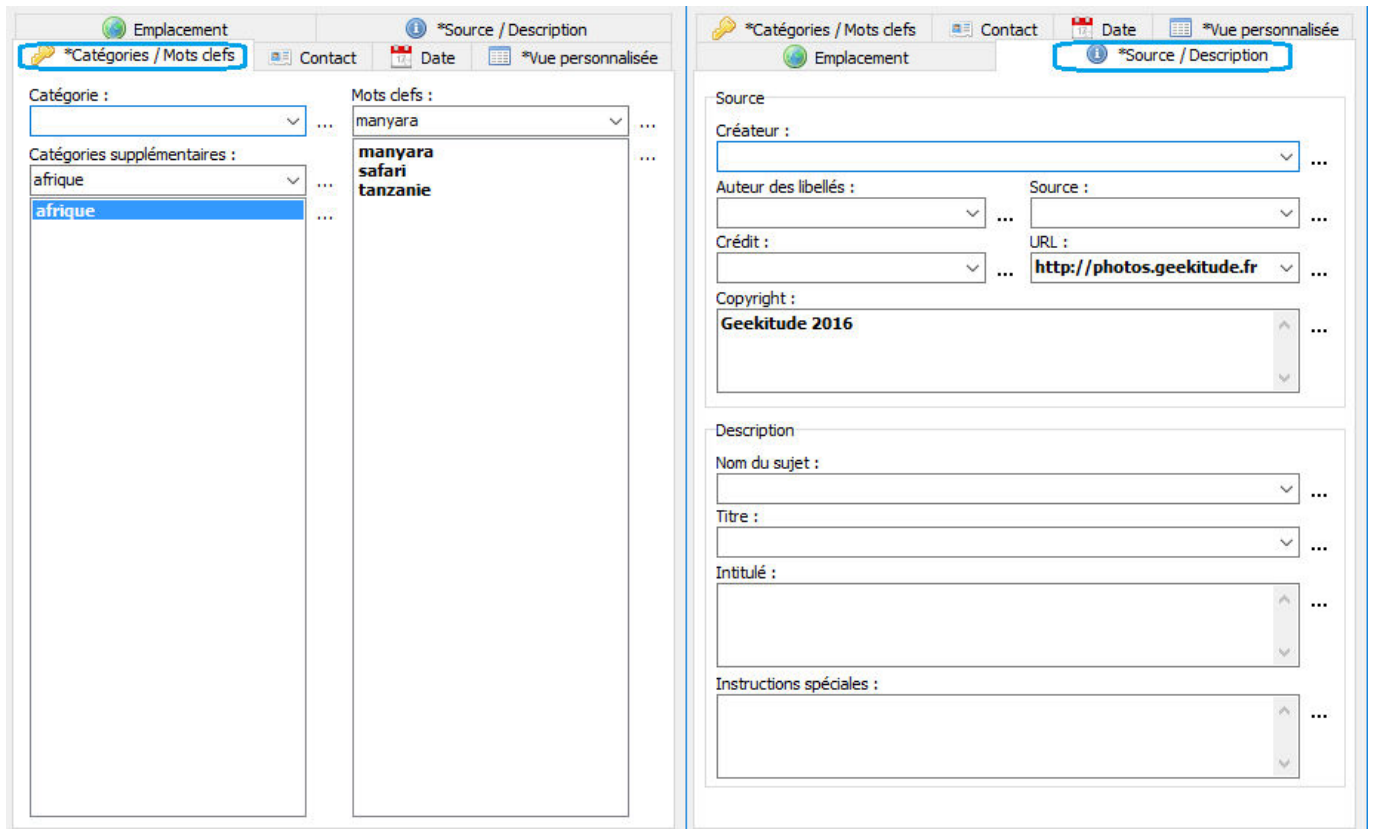 Emplacement
*Source / Description
*Catégories / Mots clefs
Contact
Date
*Vue personnalisée
Catégorie :
...
Catégories supplémentaires :
afrique
...
afrique
...
Mots clefs :
manyara
...
manyara
...
safari
tanzanie
*Catégories / Mots clefs
Contact
Date
*Vue personnalisée
Emplacement
*Source / Description
Source
Créateur :
...
Auteur des libellés :
Source :
...
...
Crédit :
URL :
...
http://photos.geekitude.fr
...
Copyright :
Geekitude 2016
...
Description
Nom du sujet :
...
Titre :
...
Intitulé :
...
Instructions spéciales :
...